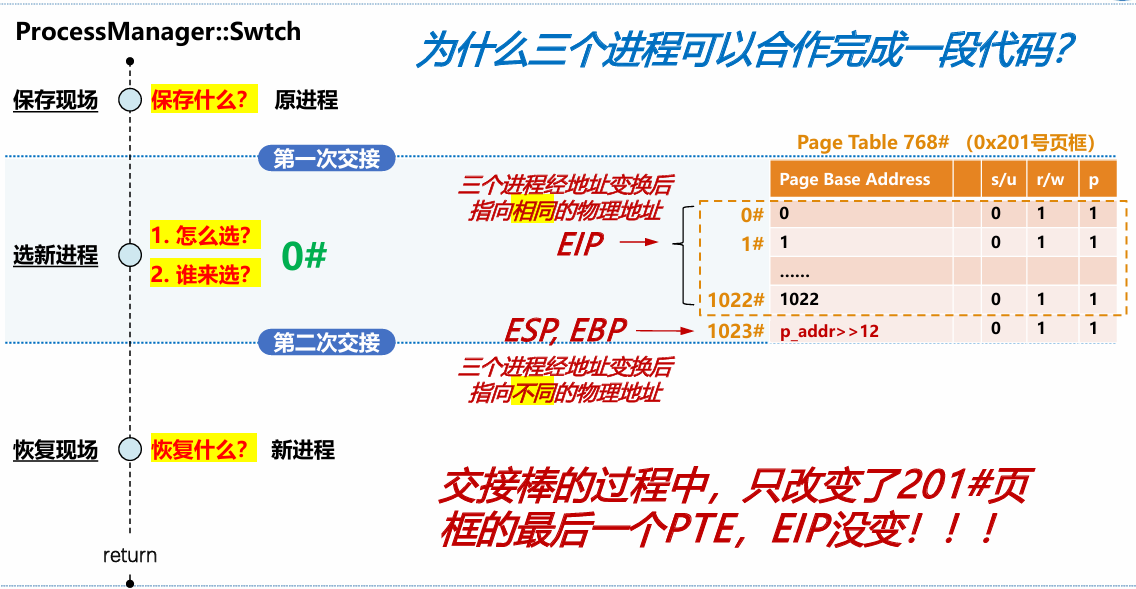 ProcessManager::Swtch
为什么三个进程可以合作完成一段代码？
保存现场 保存什么？ 原进程
第一次交接
Page Table 768# （0x201号页框）
三个进程经地址变换后
指向相同的物理地址
EIP
Page Base Address s/u r/w p
0# 0 0 1 1
1# 1 0 1 1
......
1022# 1022 0 1 1
1023# p_addr>>12 0 1 1
选新进程
1. 怎么选？
2. 谁来选？
0#
ESP, EBP
第二次交接
三个进程经地址变换后
指向不同的物理地址
恢复现场 恢复什么？ 新进程
交接棒的过程中，只改变了201#页
框的最后一个PTE，EIP没变！！！
return